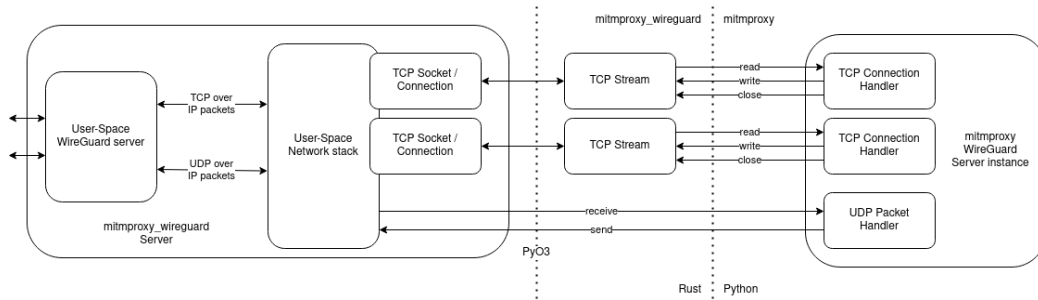 mitmproxy_wireguard
mitmproxy
User-Space
WireGuard server
TCP over
IP packets
UDP over
IP packets
mitmproxy_wireguard
Server
User-Space
Network stack
TCP Socket /
Connection
TCP Socket /
Connection
TCP Stream
TCP Stream
read
write
close
read
write
close
receive
send
TCP Connection
Handler
TCP Connection
Handler
UDP Packet
Handler
mitmproxy
WireGuard
Server instance
PyO3
Rust
Python